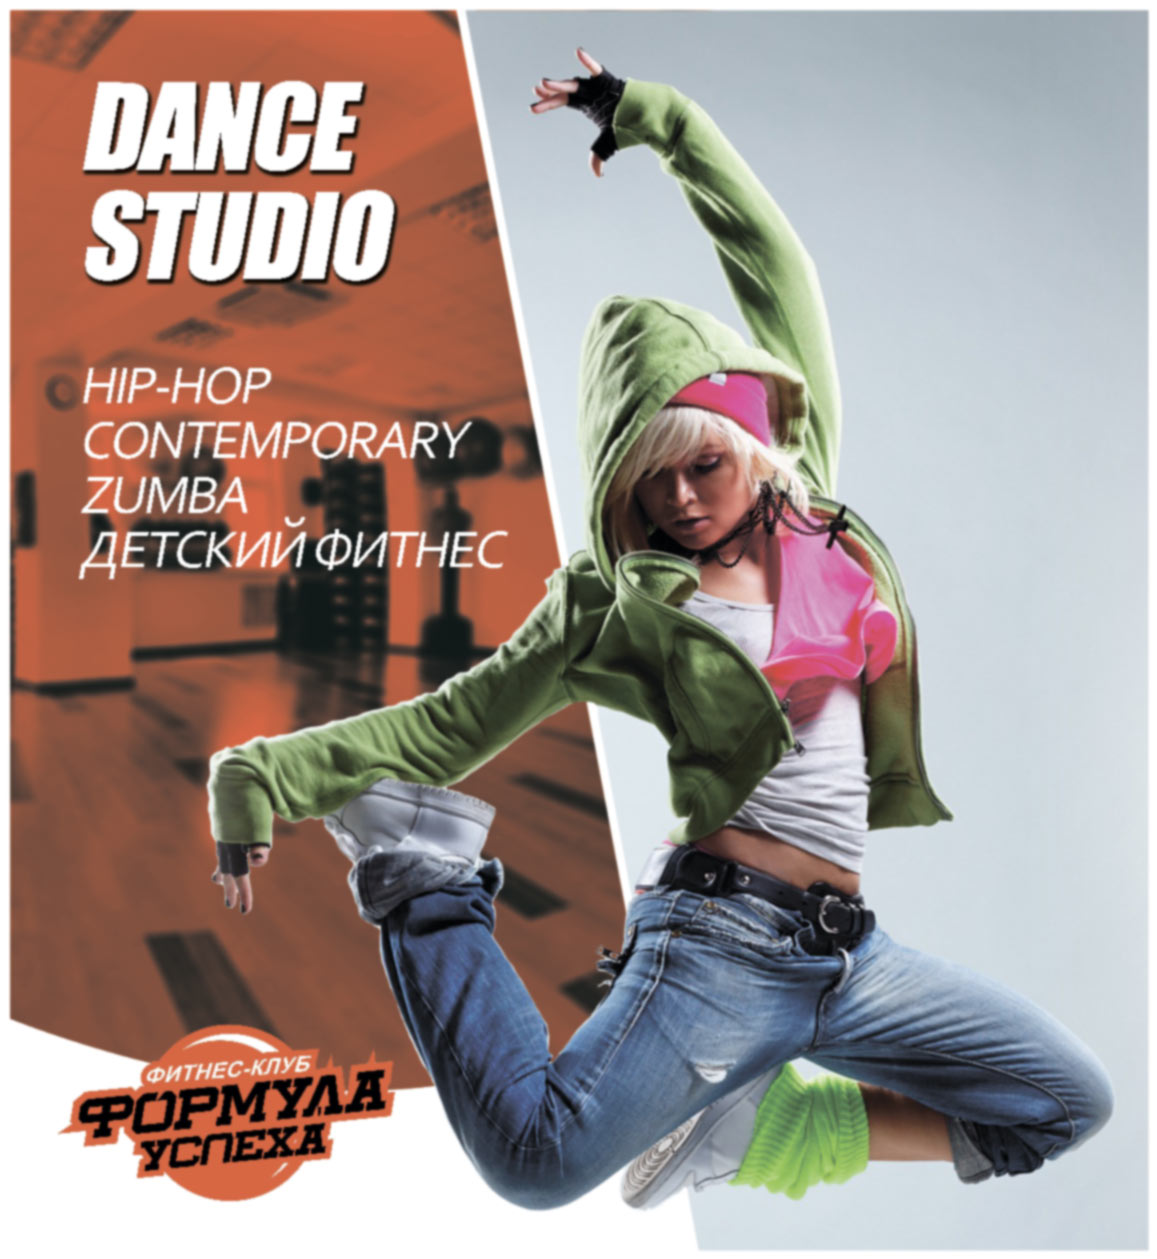 DANCE
STUDIO
HIP-HOP
CONTEMPORARY
ZUMBA
ДЕТСКИЙ ФИТНЕС
ФИТНЕС-КЛУБ
ФОРМУЛА
УСПЕХА